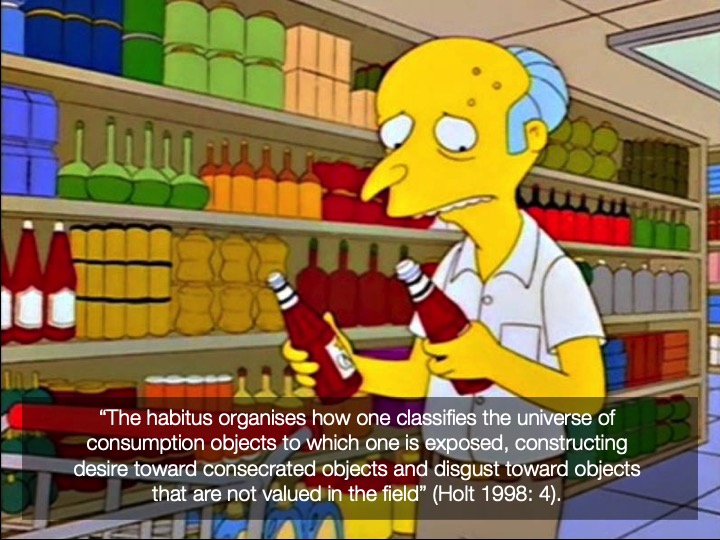 “The habitus organises how one classifies the universe of
consumption objects to which one is exposed, constructing
desire toward consecrated objects and disgust toward objects
that are not valued in the field” (Holt 1998: 4).